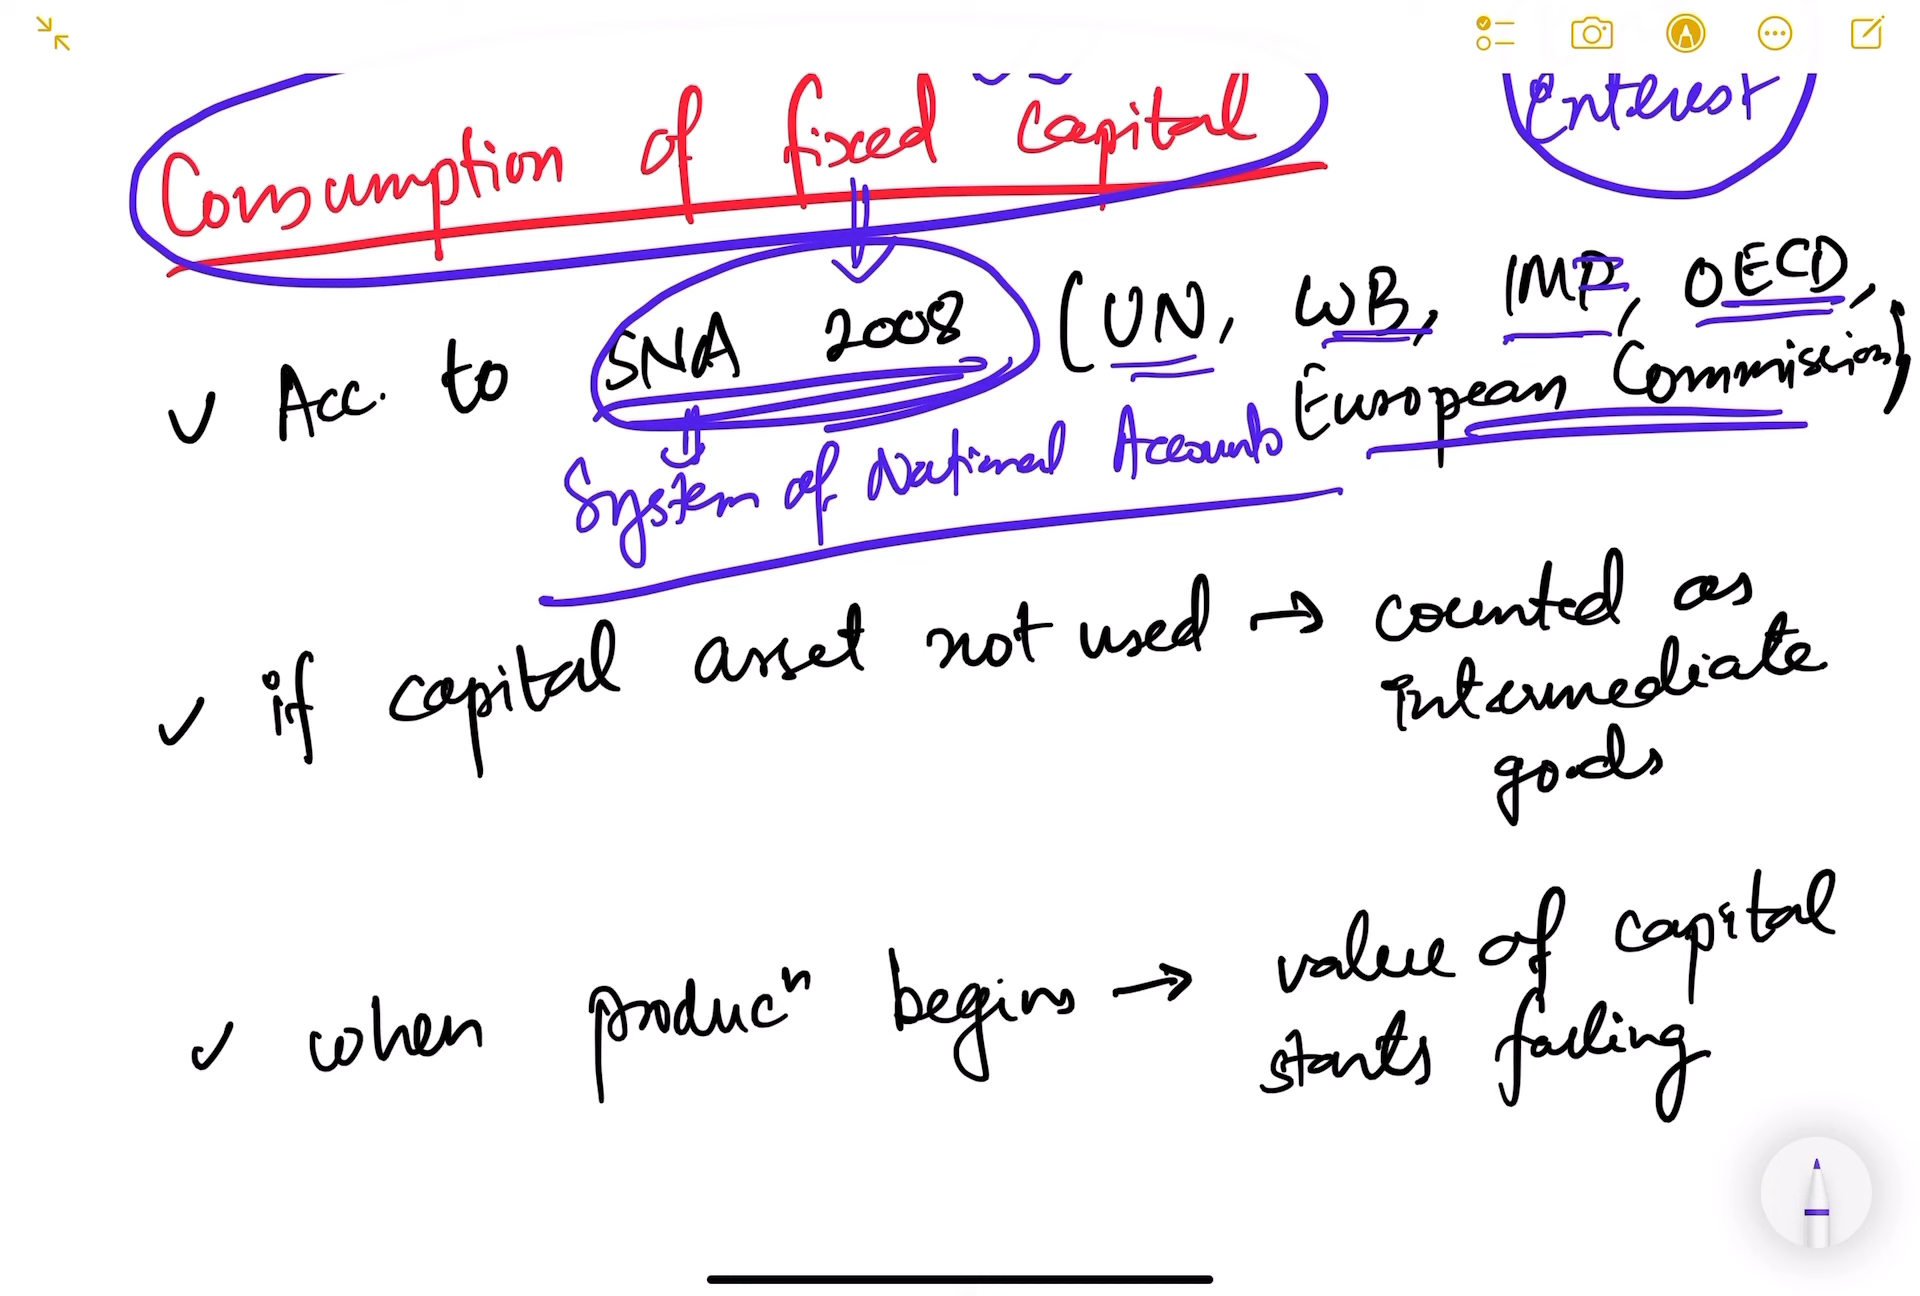 Consumption of fixed capital
Interest
✓ Acc. to SNA 2008 (UN, WB, IMF, OECD,
European Commission)
System of National Accounts
✓ if capital asset not used → counted as
intermediate
goods
✓ when producⁿ begins → value of capital
starts falling